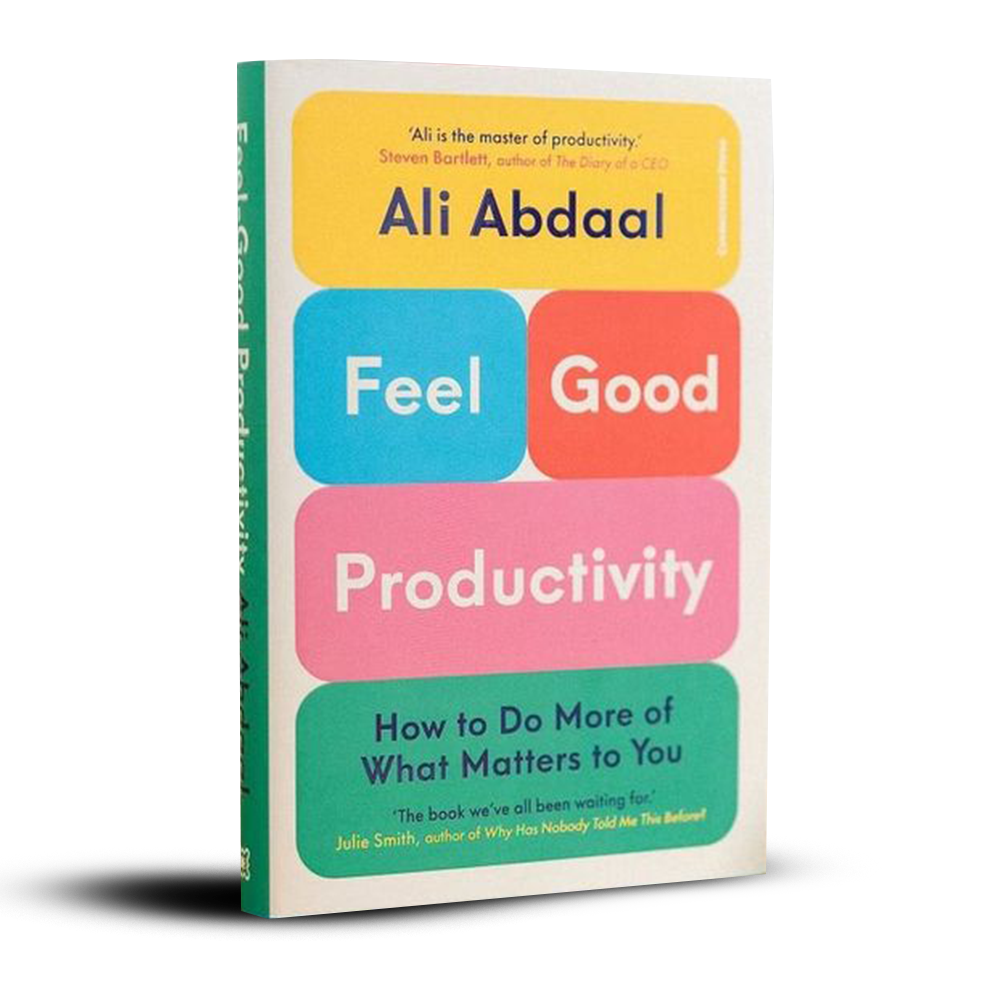 'Ali is the master of productivity.'
Steven Bartlett, author of The Diary of a CEO
Ali Abdaal
Feel Good
Productivity
How to Do More of
What Matters to You
'The book we've all been waiting for.'
Julie Smith, author of Why Has Nobody Told Me This Before?
Feel-Good Productivity Ali Abdaal